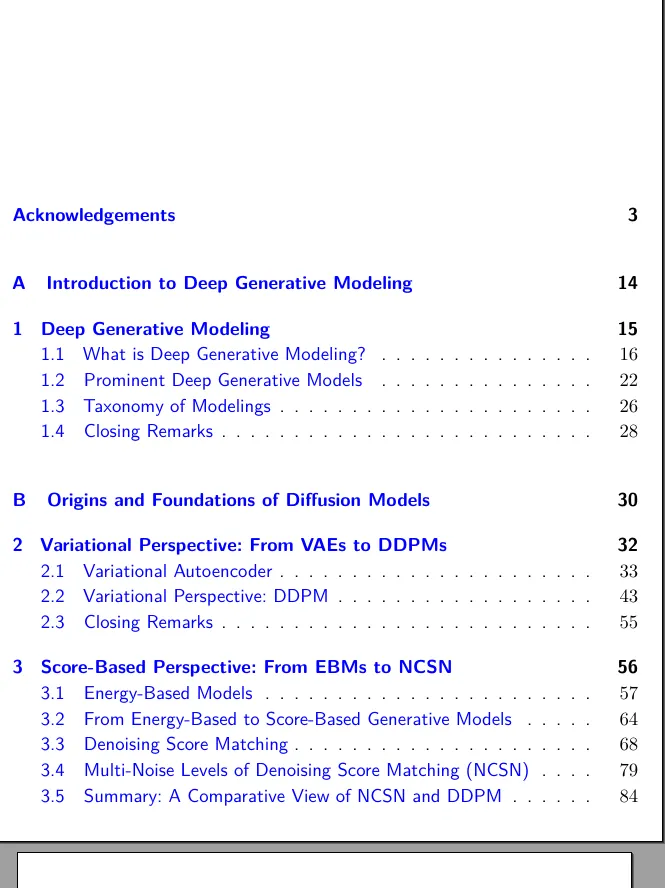 Acknowledgements 3
A Introduction to Deep Generative Modeling 14
1 Deep Generative Modeling 15
1.1 What is Deep Generative Modeling? . . . . . . . . . . . . . . . 16
1.2 Prominent Deep Generative Models . . . . . . . . . . . . . . . 22
1.3 Taxonomy of Modelings . . . . . . . . . . . . . . . . . . . . . . 26
1.4 Closing Remarks . . . . . . . . . . . . . . . . . . . . . . . . . . 28
B Origins and Foundations of Diffusion Models 30
2 Variational Perspective: From VAEs to DDPMs 32
2.1 Variational Autoencoder . . . . . . . . . . . . . . . . . . . . . . 33
2.2 Variational Perspective: DDPM . . . . . . . . . . . . . . . . . . 43
2.3 Closing Remarks . . . . . . . . . . . . . . . . . . . . . . . . . . 55
3 Score-Based Perspective: From EBMs to NCSN 56
3.1 Energy-Based Models . . . . . . . . . . . . . . . . . . . . . . . 57
3.2 From Energy-Based to Score-Based Generative Models . . . . . 64
3.3 Denoising Score Matching . . . . . . . . . . . . . . . . . . . . . 68
3.4 Multi-Noise Levels of Denoising Score Matching (NCSN) . . . . 79
3.5 Summary: A Comparative View of NCSN and DDPM . . . . . . 84